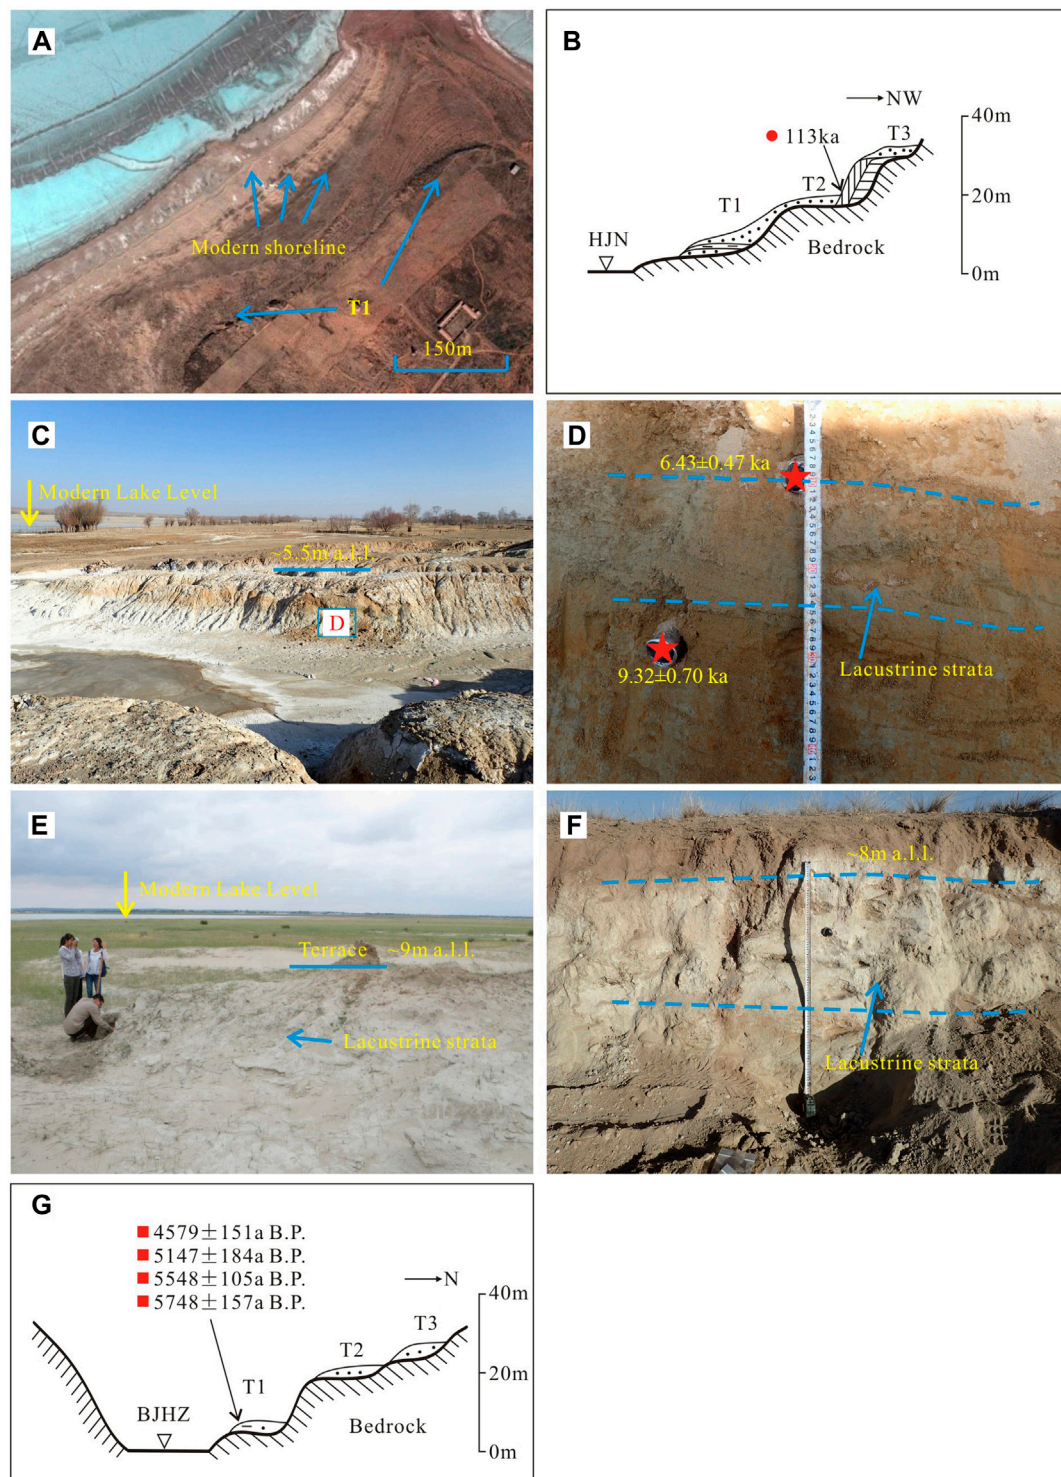 A
Modern shoreline
T1
150m
B
NW
40m
113ka
T3
T2
20m
T1
HJN
Bedrock
0m
C
Modern Lake Level
~5.5m a.l.l.
D
D
6.43±0.47 ka
Lacustrine strata
9.32±0.70 ka
E
Modern Lake Level
Terrace ~9m a.l.l.
Lacustrine strata
F
~8m a.l.l.
Lacustrine strata
G
4579±151a B.P.
5147±184a B.P.
5548±105a B.P.
5748±157a B.P.
N
40m
T3
T2
20m
T1
BJHZ
Bedrock
0m